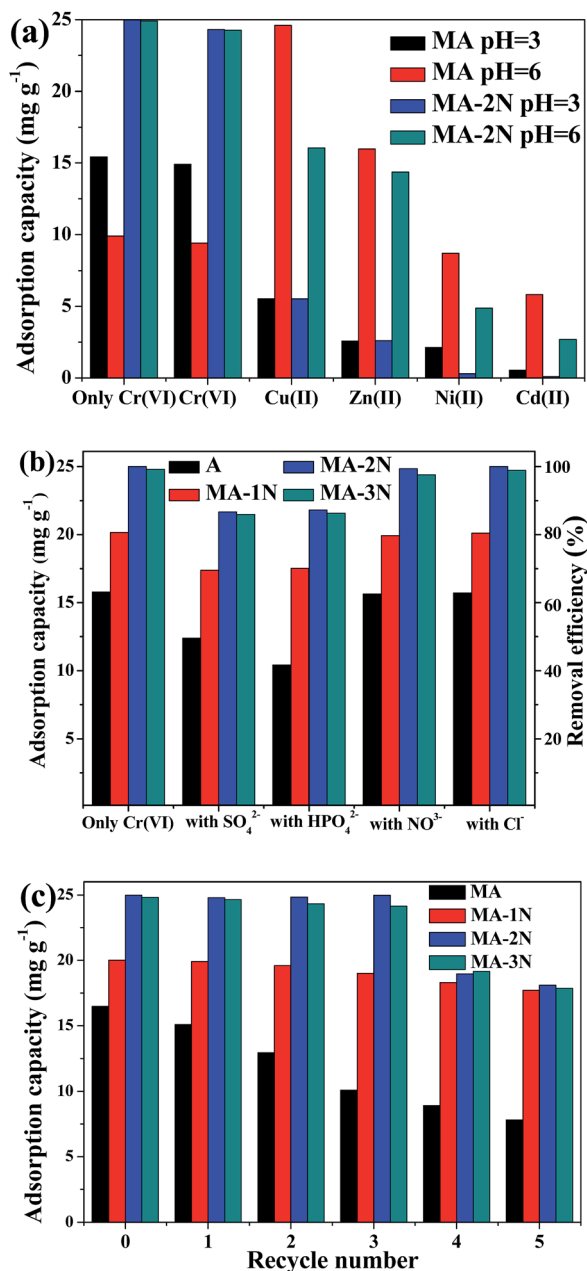 (a)
MA pH=3
MA pH=6
MA-2N pH=3
MA-2N pH=6
Adsorption capacity (mg g⁻¹)
25
20
15
10
5
0
Only Cr(VI) Cr(VI) Cu(II) Zn(II) Ni(II) Cd(II)
(b)
A MA-2N
MA-1N MA-3N
Adsorption capacity (mg g⁻¹)
25
20
15
10
5
Removal efficiency (%)
100
80
60
40
20
Only Cr(VI) with SO₄²⁻ with HPO₄²⁻ with NO³⁻ with Cl⁻
(c)
MA
MA-1N
MA-2N
MA-3N
Adsorption capacity (mg g⁻¹)
25
20
15
10
5
0
0 1 2 3 4 5
Recycle number